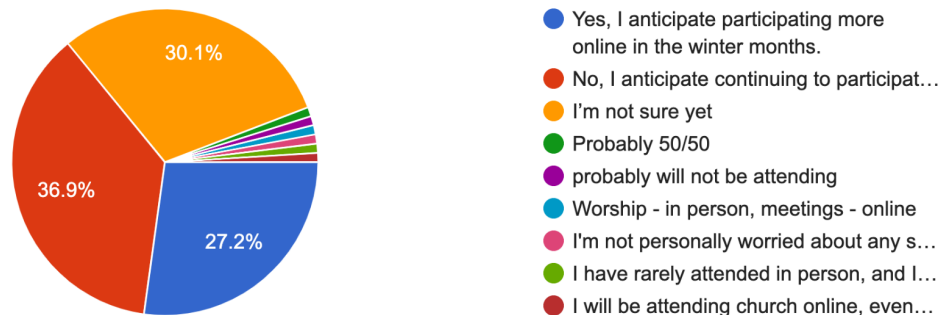 30.1%
36.9%
27.2%
Yes, I anticipate participating more
online in the winter months.
No, I anticipate continuing to participat…
I’m not sure yet
Probably 50/50
probably will not be attending
Worship - in person, meetings - online
I'm not personally worried about any s…
I have rarely attended in person, and I…
I will be attending church online, even…